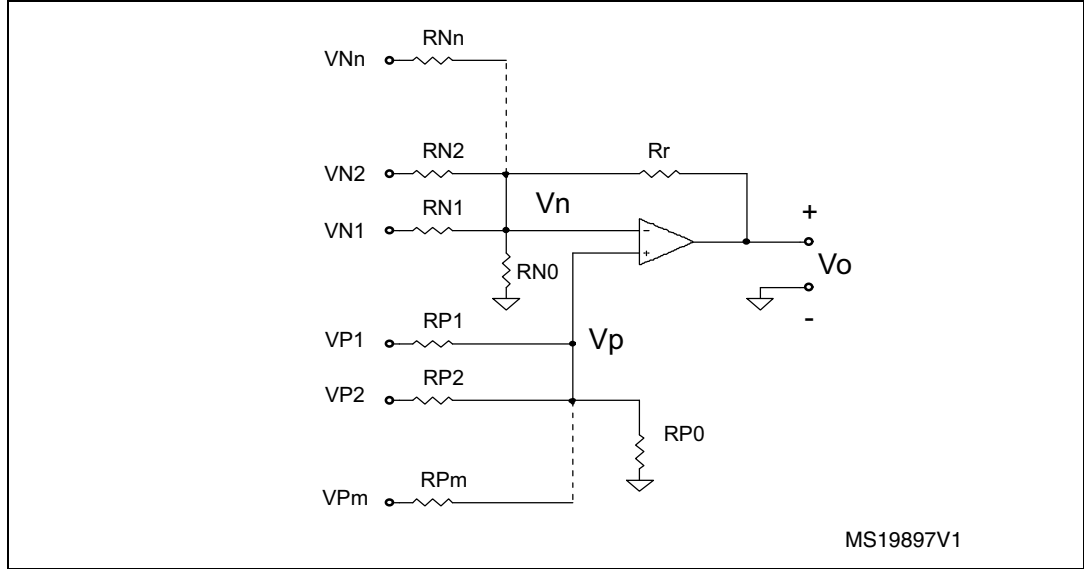 RNn
VNn
RN2
VN2
Rr
RN1
Vn
VN1
+
−
+
Vo
RN0
-
RP1
VP1
Vp
RP2
VP2
RP0
RPm
VPm
MS19897V1